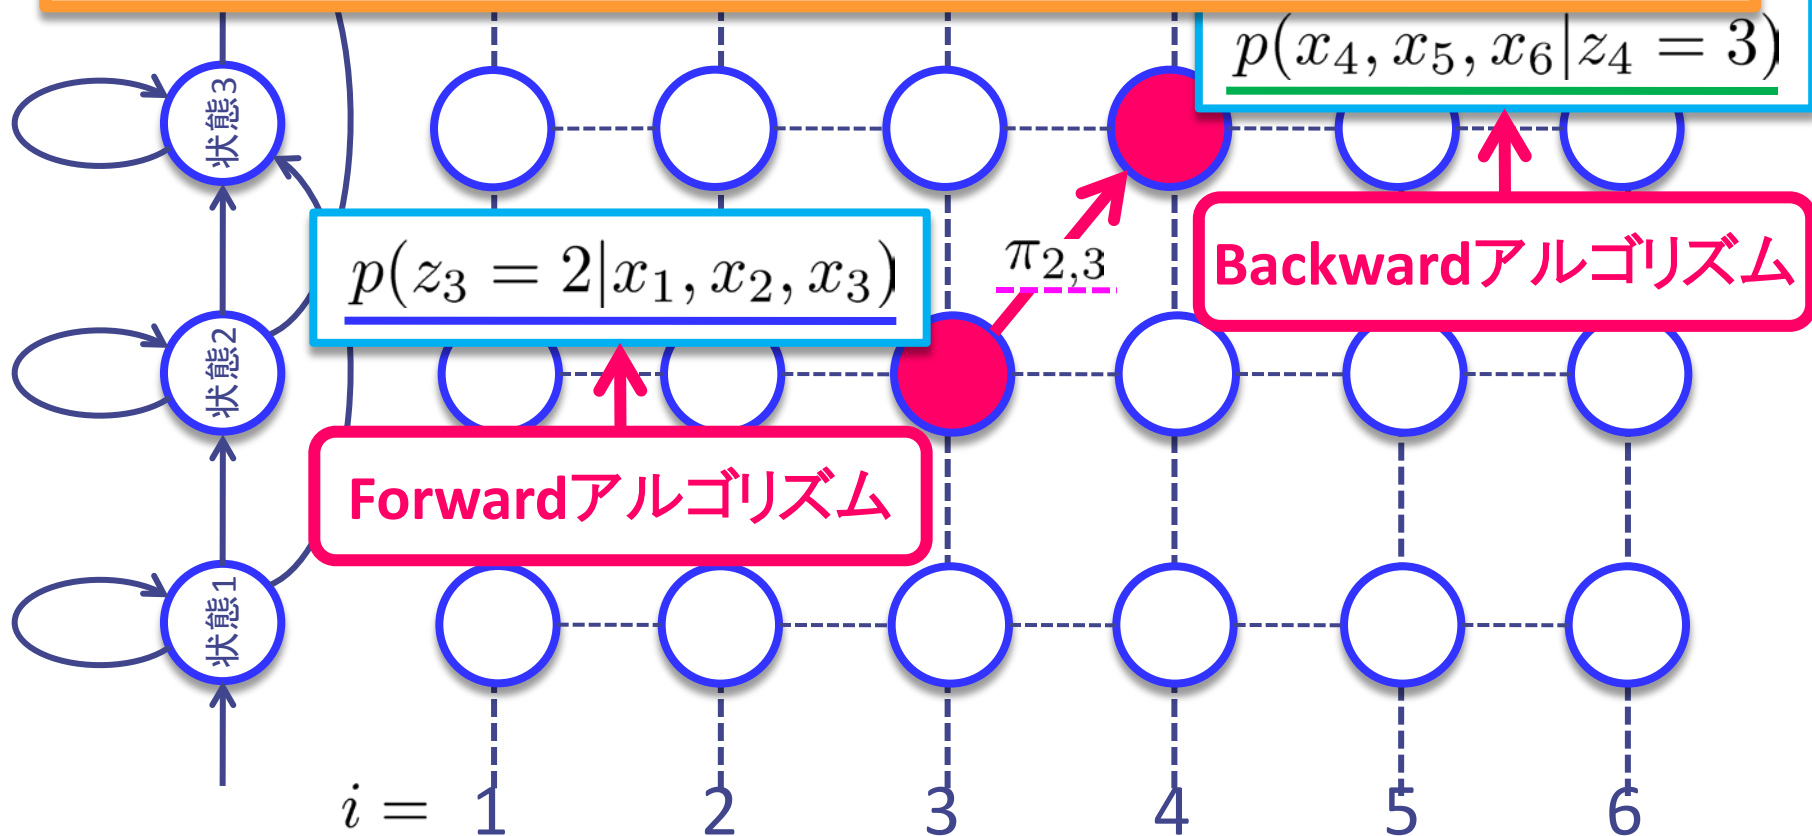 p(x₄, x₅, x₆|z₄ = 3)
状態3
π₂,₃
p(z₃ = 2|x₁, x₂, x₃)
Backwardアルゴリズム
状態2
Forwardアルゴリズム
状態1
i = 1 2 3 4 5 6